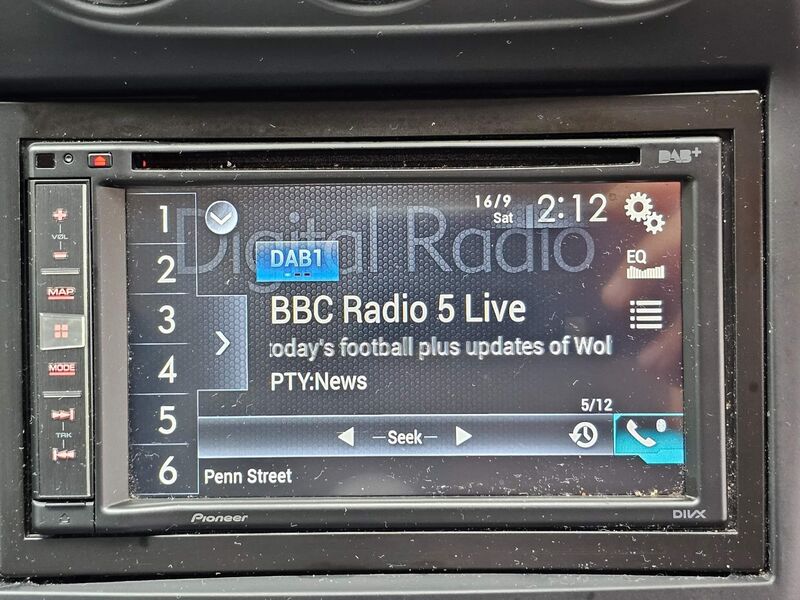 DAB+
1
2
3
4
5
6
Digital Radio
16/9
Sat
2:12
DAB1
EQ
BBC Radio 5 Live
oday's football plus updates of Wol
PTY:News
5/12
Seek
Penn Street
VOL
MAP
MODE
TRK
Pioneer
DIVX